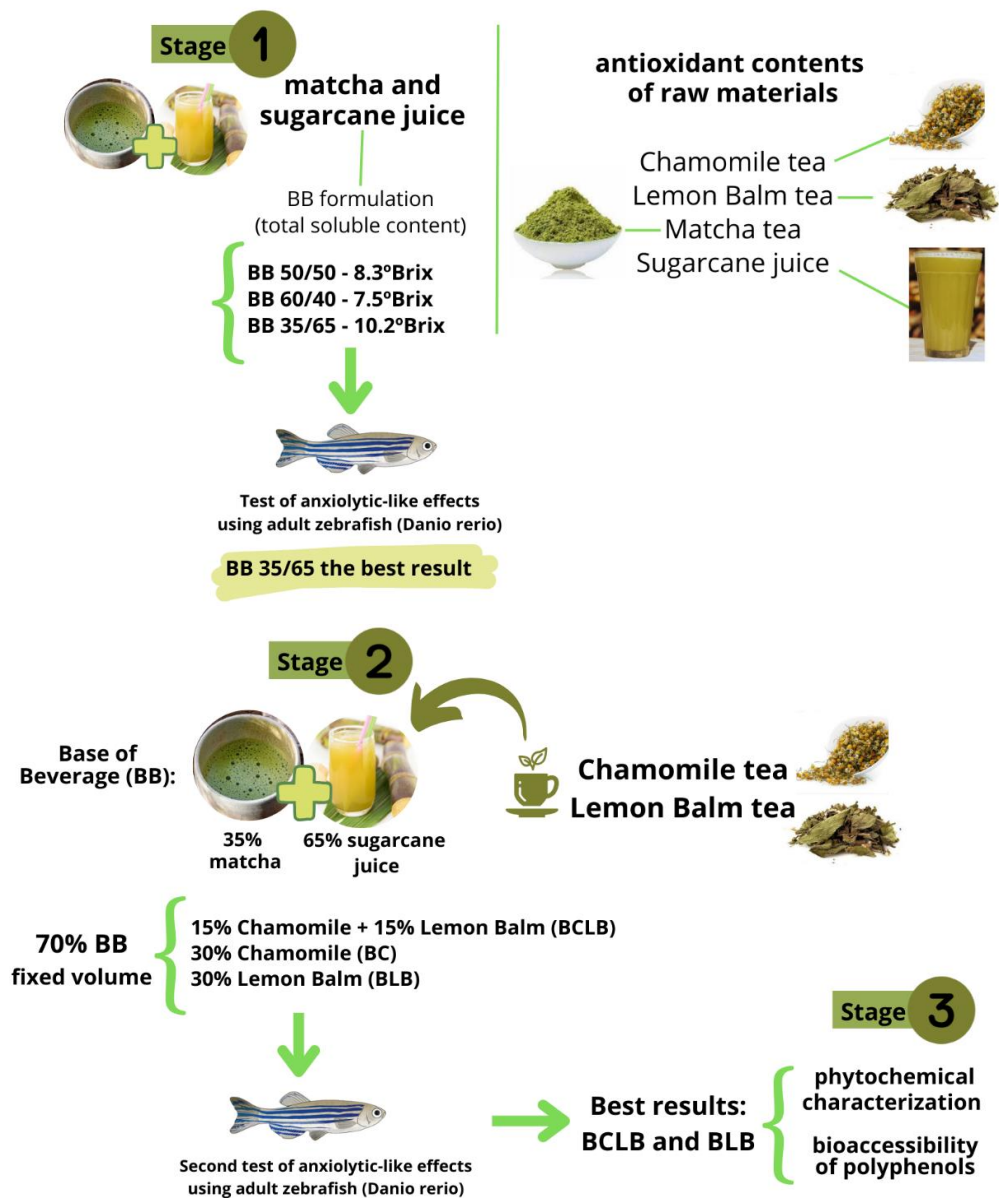 Stage 1
matcha and
sugarcane juice
BB formulation
(total soluble content)
BB 50/50 - 8.3ºBrix
BB 60/40 - 7.5ºBrix
BB 35/65 - 10.2ºBrix
antioxidant contents
of raw materials
Chamomile tea
Lemon Balm tea
Matcha tea
Sugarcane juice
Test of anxiolytic-like effects
using adult zebrafish (Danio rerio)
BB 35/65 the best result
Stage 2
Base of
Beverage (BB):
35%
matcha
65% sugarcane
juice
Chamomile tea
Lemon Balm tea
70% BB
fixed volume
15% Chamomile + 15% Lemon Balm (BCLB)
30% Chamomile (BC)
30% Lemon Balm (BLB)
Second test of anxiolytic-like effects
using adult zebrafish (Danio rerio)
Best results:
BCLB and BLB
Stage 3
phytochemical
characterization
bioaccessibility
of polyphenols